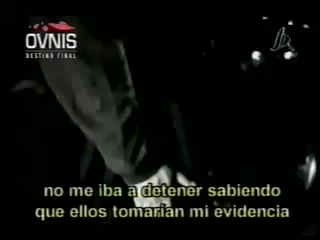 OVNIS
DESTINO FINAL
no me iba a detener sabiendo
que ellos tomarían mi evidencia